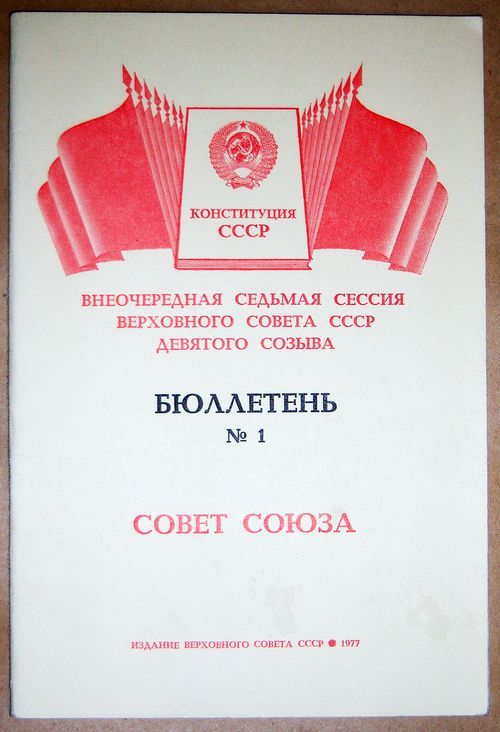 КОНСТИТУЦИЯ
СССР
ВНЕОЧЕРЕДНАЯ СЕДЬМАЯ СЕССИЯ
ВЕРХОВНОГО СОВЕТА СССР
ДЕВЯТОГО СОЗЫВА
БЮЛЛЕТЕНЬ
№ 1
СОВЕТ СОЮЗА
ИЗДАНИЕ ВЕРХОВНОГО СОВЕТА СССР ● 1977